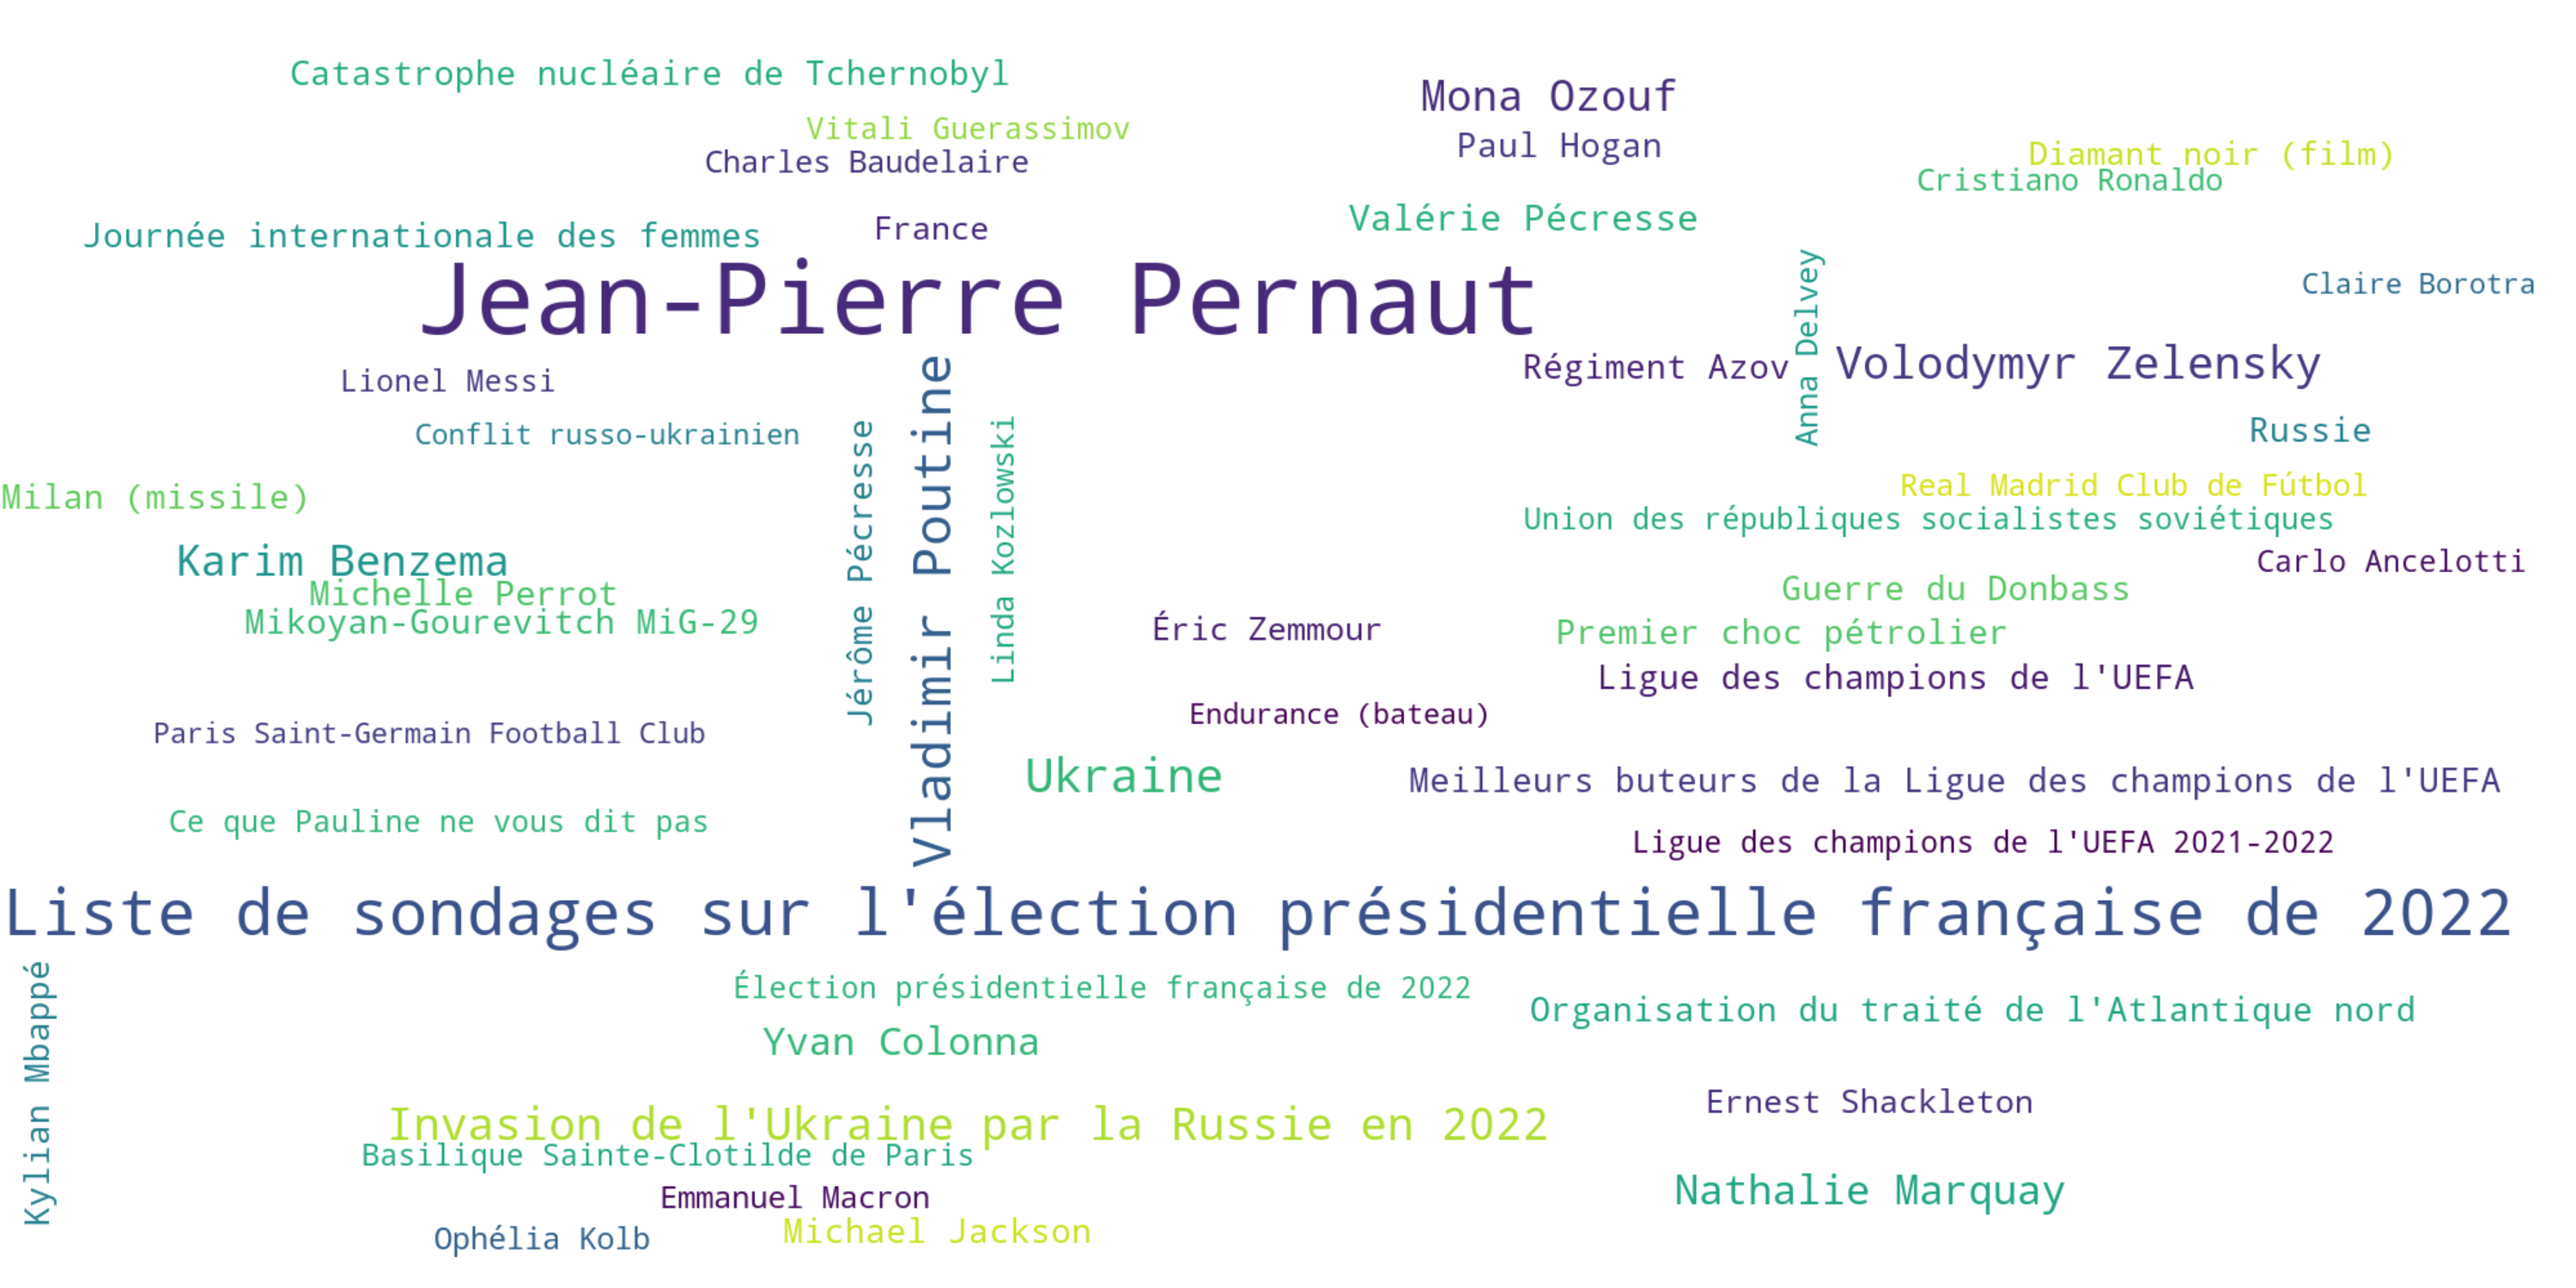 Catastrophe nucléaire de Tchernobyl
Mona Ozouf
Vitali Guerassimov
Paul Hogan
Charles Baudelaire
Diamant noir (film)
Cristiano Ronaldo
Valérie Pécresse
France
Journée internationale des femmes
Claire Borotra
Jean-Pierre Pernaut
Anna Delvey
Volodymyr Zelensky
Régiment Azov
Lionel Messi
Russie
Conflit russo-ukrainien
Real Madrid Club de Fútbol
Milan (missile)
Union des républiques socialistes soviétiques
Jérôme Pécresse
Vladimir Poutine
Linda Kozlowski
Karim Benzema
Carlo Ancelotti
Michelle Perrot
Guerre du Donbass
Mikoyan-Gourevitch MiG-29
Éric Zemmour
Premier choc pétrolier
Ligue des champions de l'UEFA
Endurance (bateau)
Paris Saint-Germain Football Club
Ukraine
Meilleurs buteurs de la Ligue des champions de l'UEFA
Ce que Pauline ne vous dit pas
Ligue des champions de l'UEFA 2021-2022
Liste de sondages sur l'élection présidentielle française de 2022
Élection présidentielle française de 2022
Organisation du traité de l'Atlantique nord
Yvan Colonna
Kylian Mbappé
Ernest Shackleton
Invasion de l'Ukraine par la Russie en 2022
Basilique Sainte-Clotilde de Paris
Nathalie Marquay
Emmanuel Macron
Michael Jackson
Ophélia Kolb